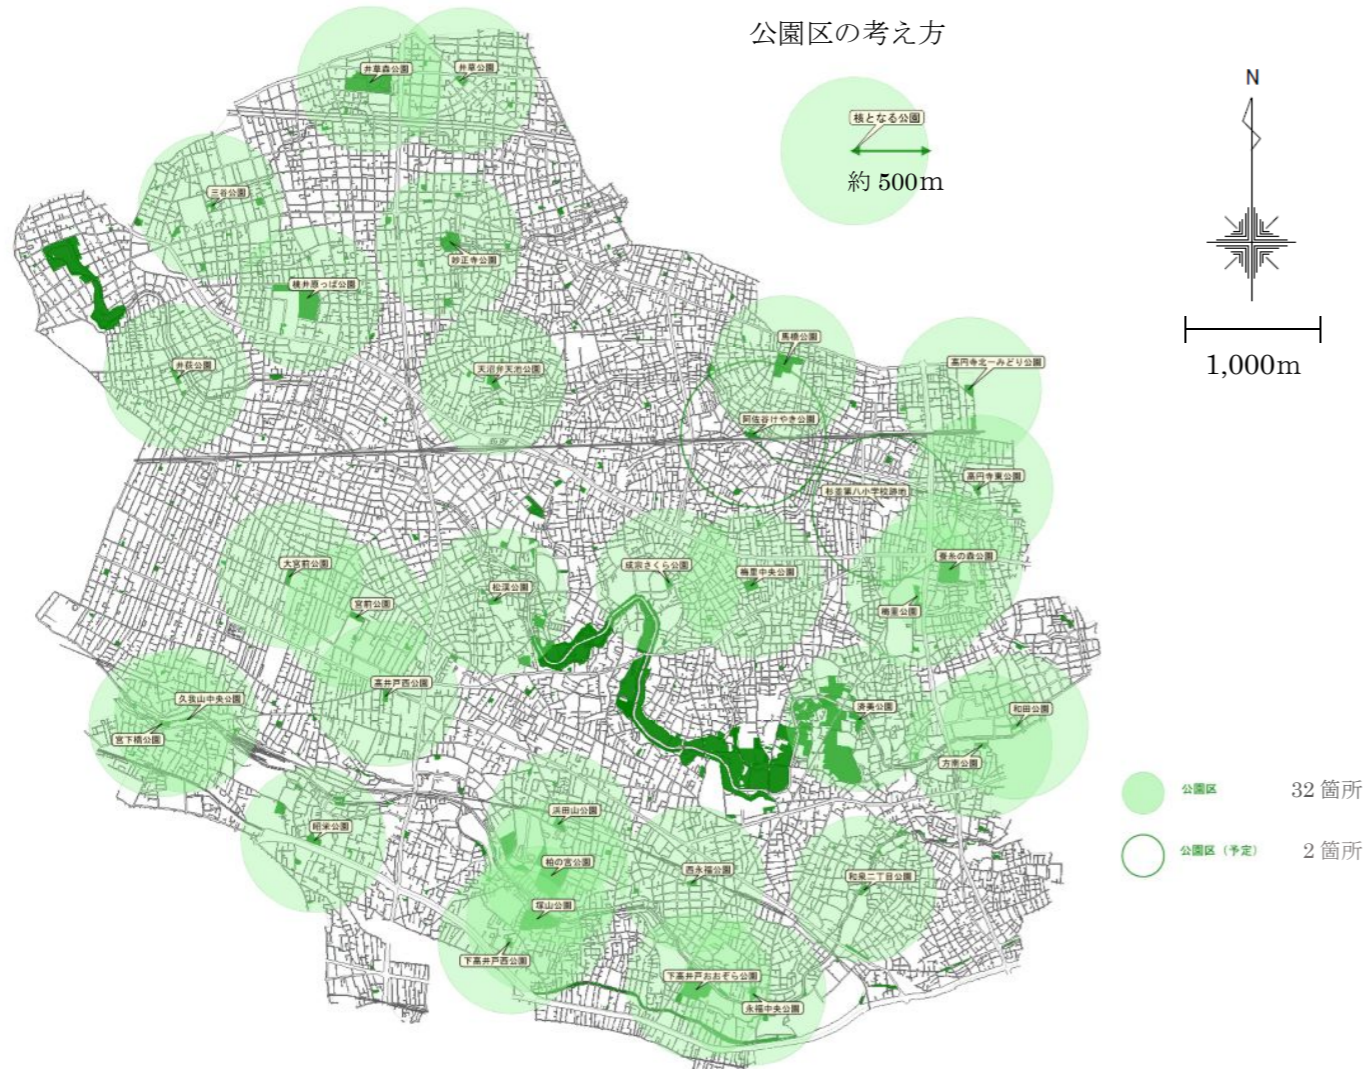 公園区の考え方
核となる公園
約 500m
N
1,000m
井草森公園
井草公園
三谷公園
妙正寺公園
桃井原っぱ公園
井荻公園
天沼弁天池公園
馬橋公園
高円寺北一みどり公園
阿佐谷けやき公園
高円寺東公園
杉並第八小学校跡地
蚕糸の森公園
大宮前公園
宮前公園
松渓公園
成宗さくら公園
梅里中央公園
梅里公園
高井戸西公園
久我山中央公園
宮下橋公園
済美公園
和田公園
方南公園
公園区 32 箇所
公園区（予定） 2 箇所
昭栄公園
浜田山公園
柏の宮公園
西永福公園
和泉二丁目公園
塚山公園
下高井戸西公園
下高井戸おおぞら公園
永福中央公園